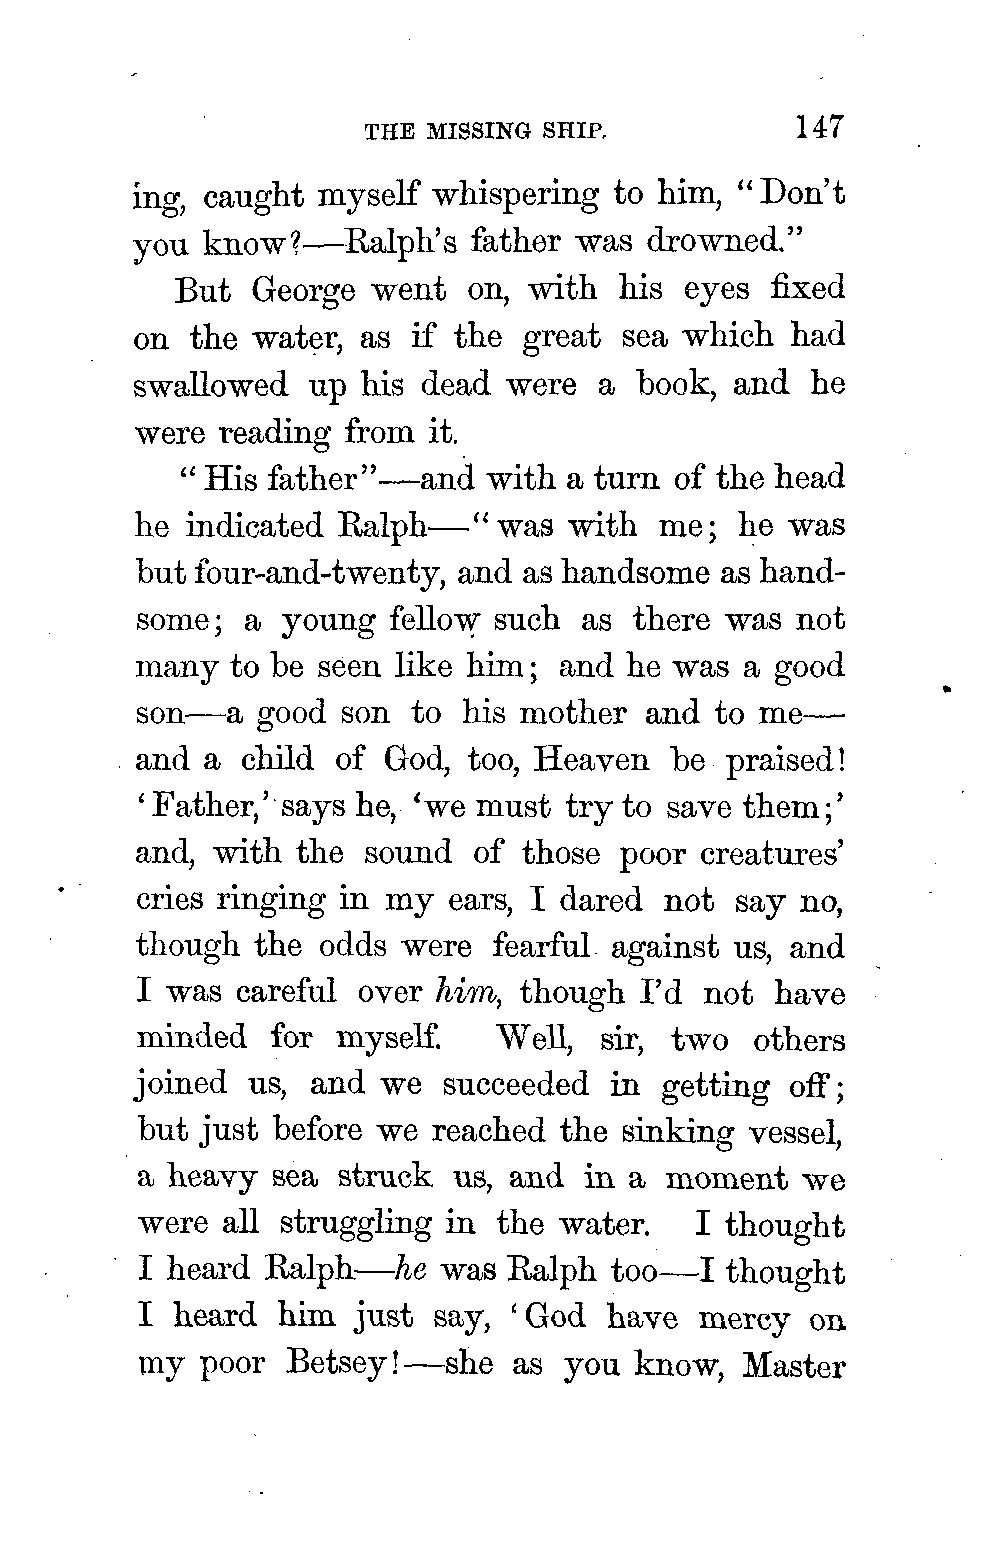 THE MISSING SHIP. 147
ing, caught myself whispering to him, “Don’t
you know?—Ralph’s father was drowned.”
But George went on, with his eyes fixed
on the water, as if the great sea which had
swallowed up his dead were a book, and he
were reading from it.
“His father”—and with a turn of the head
he indicated Ralph—“was with me; he was
but four-and-twenty, and as handsome as hand-
some; a young fellow such as there was not
many to be seen like him; and he was a good
son—a good son to his mother and to me—
and a child of God, too, Heaven be praised!
‘Father,’ says he, ‘we must try to save them;’
and, with the sound of those poor creatures’
cries ringing in my ears, I dared not say no,
though the odds were fearful against us, and
I was careful over him, though I’d not have
minded for myself. Well, sir, two others
joined us, and we succeeded in getting off;
but just before we reached the sinking vessel,
a heavy sea struck us, and in a moment we
were all struggling in the water. I thought
I heard Ralph—he was Ralph too—I thought
I heard him just say, ‘God have mercy on
my poor Betsey!—she as you know, Master